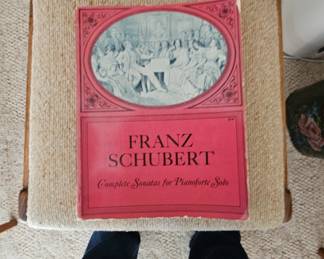 FRANZ
SCHUBERT
Complete Sonatas for Pianoforte Solo